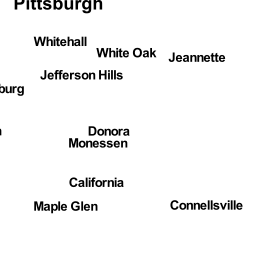 Pittsburgh
Whitehall
White Oak
Jeannette
Jefferson Hills
burg
Donora
Monessen
California
Maple Glen
Connellsville